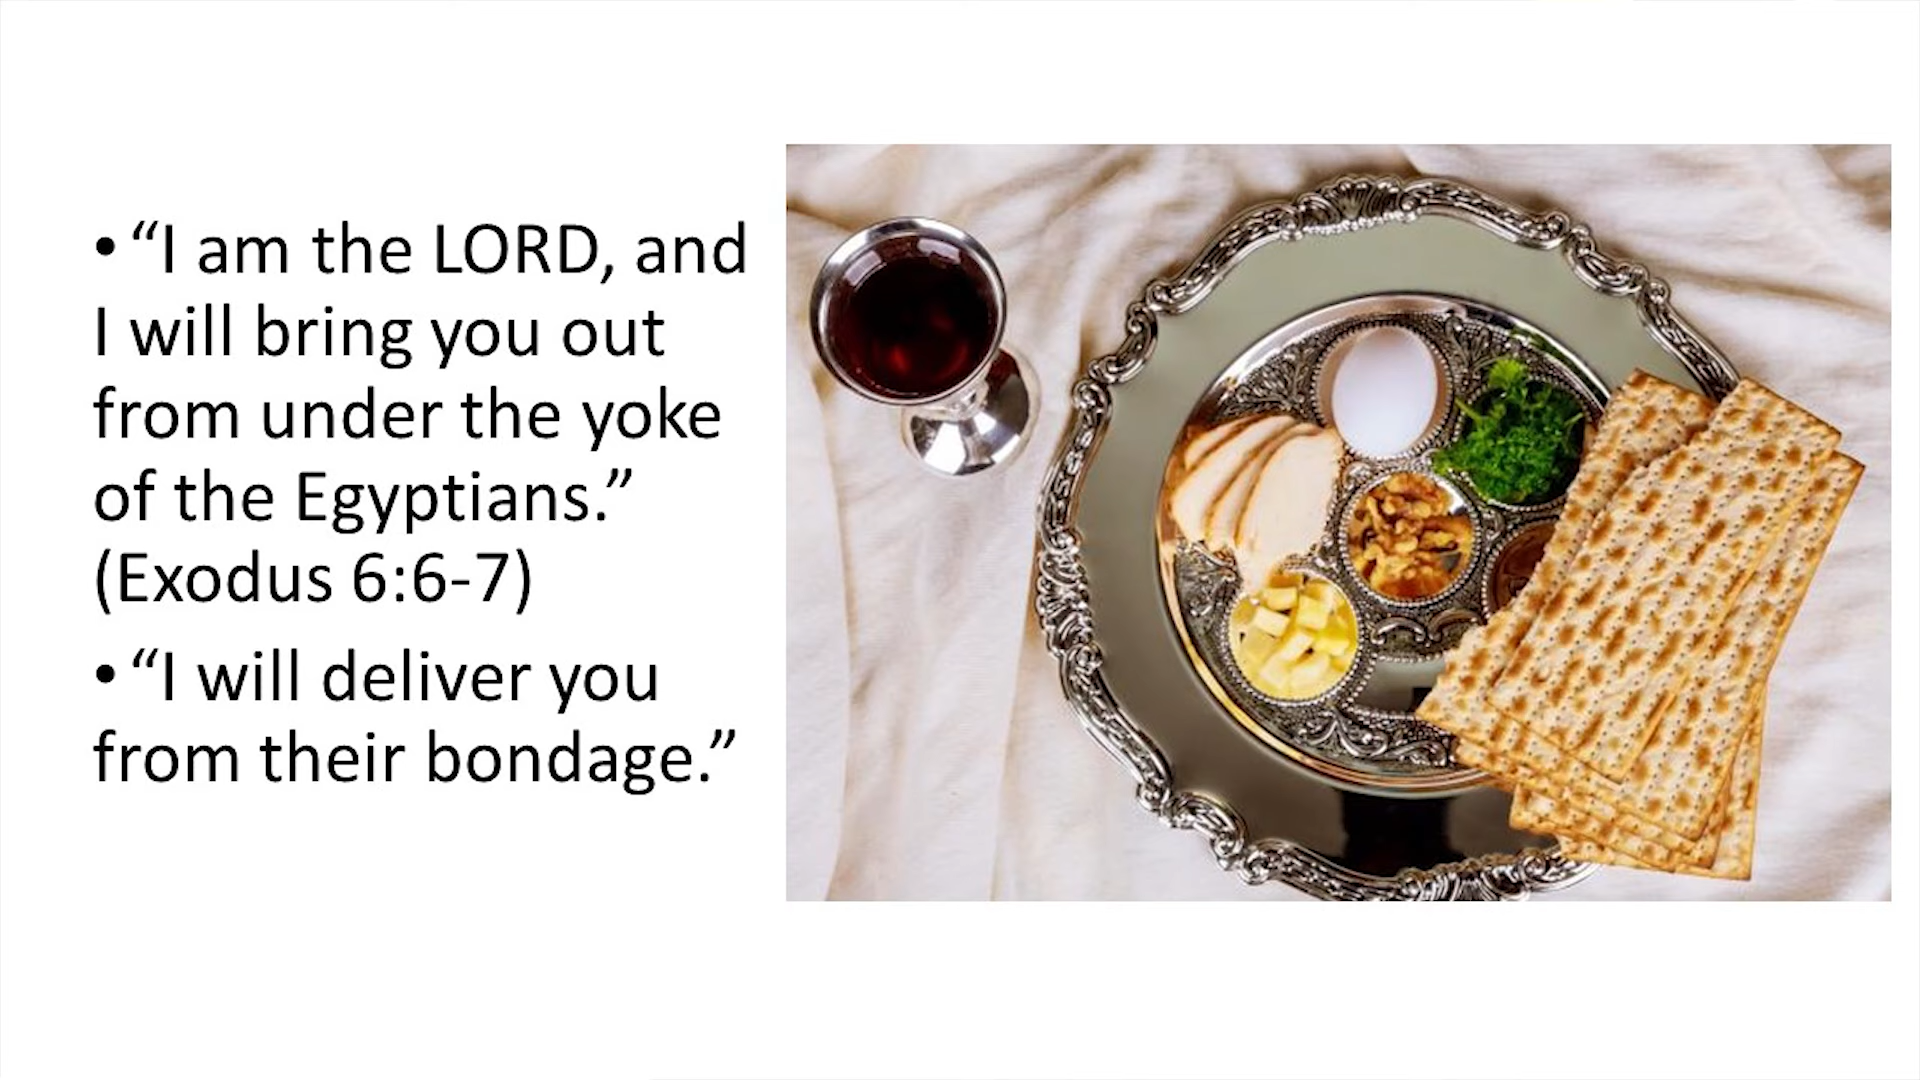 • “I am the LORD, and
I will bring you out
from under the yoke
of the Egyptians.”
(Exodus 6:6-7)
• “I will deliver you
from their bondage.”